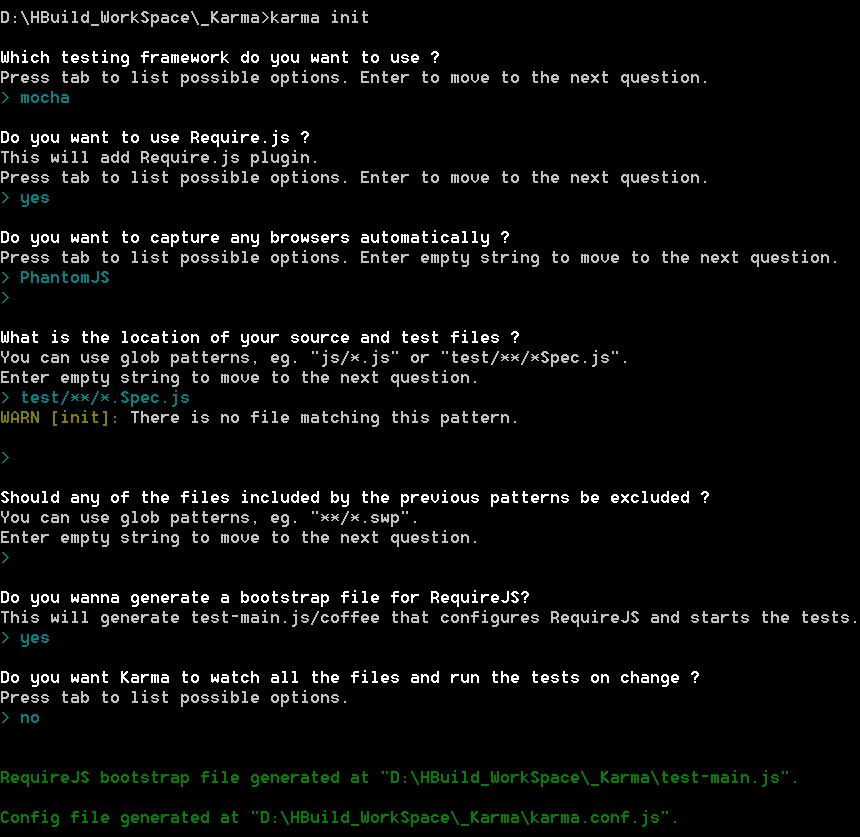 D:\HBuild_WorkSpace\_Karma>karma init
Which testing framework do you want to use ?
Press tab to list possible options. Enter to move to the next question.
> mocha
Do you want to use Require.js ?
This will add Require.js plugin.
Press tab to list possible options. Enter to move to the next question.
> yes
Do you want to capture any browsers automatically ?
Press tab to list possible options. Enter empty string to move to the next question.
> PhantomJS
>
What is the location of your source and test files ?
You can use glob patterns, eg. "js/*.js" or "test/**/*Spec.js".
Enter empty string to move to the next question.
> test/**/*.Spec.js
WARN [init]: There is no file matching this pattern.
>
Should any of the files included by the previous patterns be excluded ?
You can use glob patterns, eg. "**/*.swp".
Enter empty string to move to the next question.
>
Do you wanna generate a bootstrap file for RequireJS?
This will generate test-main.js/coffee that configures RequireJS and starts the tests.
> yes
Do you want Karma to watch all the files and run the tests on change ?
Press tab to list possible options.
> no
RequireJS bootstrap file generated at "D:\HBuild_WorkSpace\_Karma\test-main.js".
Config file generated at "D:\HBuild_WorkSpace\_Karma\karma.conf.js".